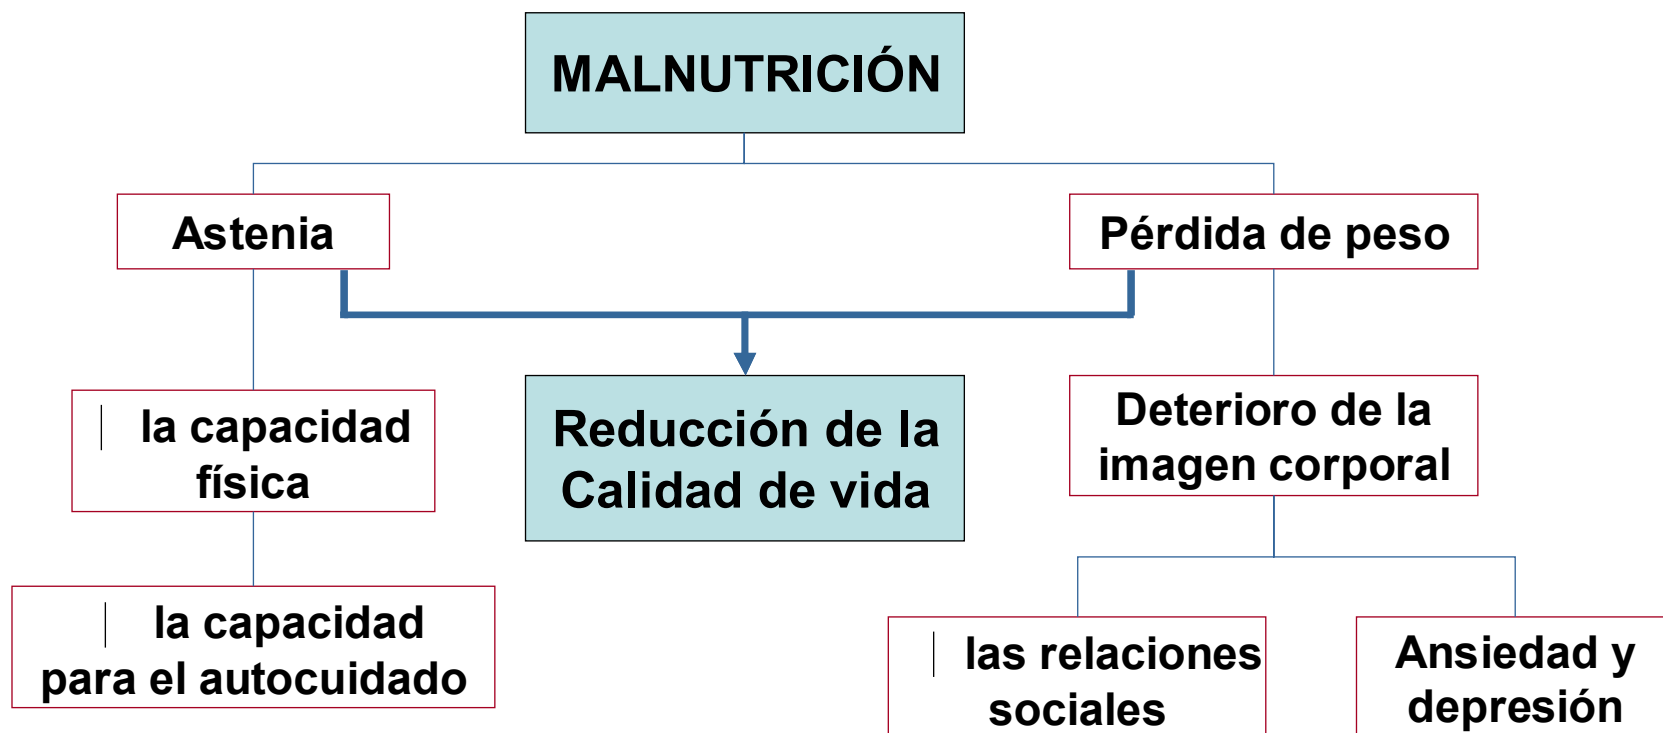 MALNUTRICIÓN
Astenia
Pérdida de peso
la capacidad
física
Reducción de la
Calidad de vida
Deterioro de la
imagen corporal
la capacidad
para el autocuidado
las relaciones
sociales
Ansiedad y
depresión